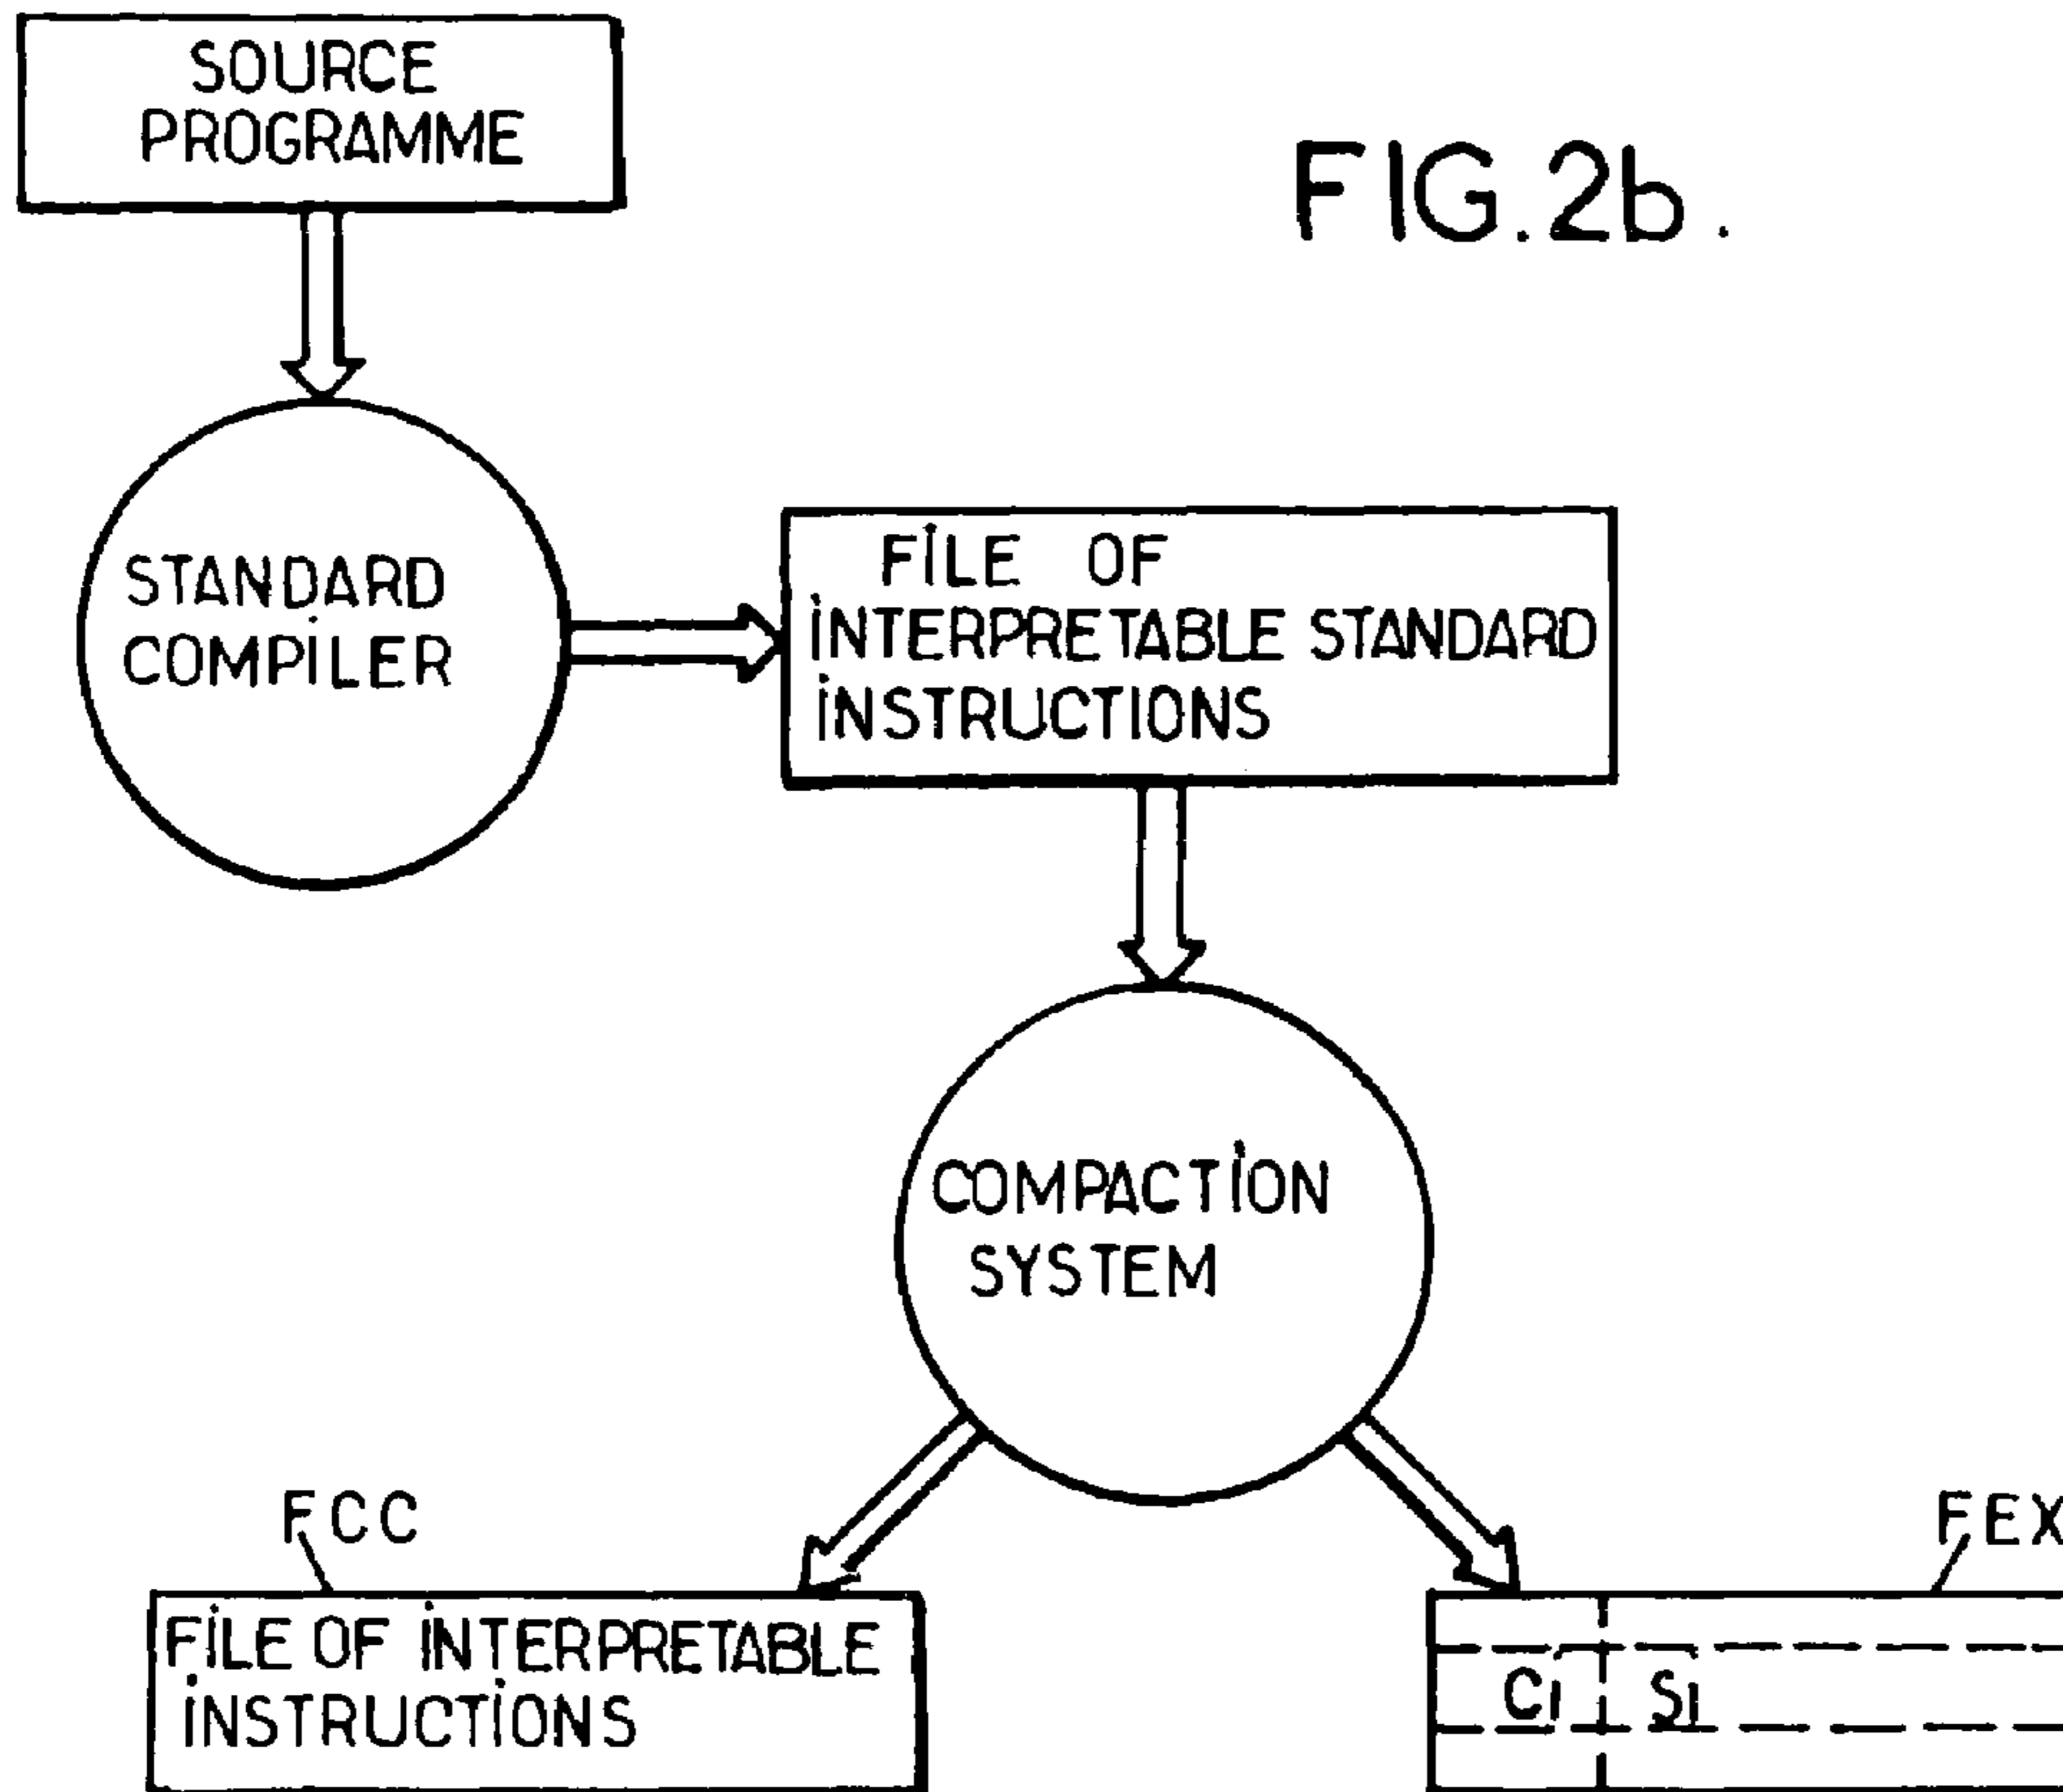 SOURCE
PROGRAMME
FIG.2b.
STANDARD
COMPILER
FILE OF
INTERPRETABLE STANDARD
INSTRUCTIONS
COMPACTION
SYSTEM
FCC
FEX
FILE OF INTERPRETABLE
INSTRUCTIONS
Ci Si